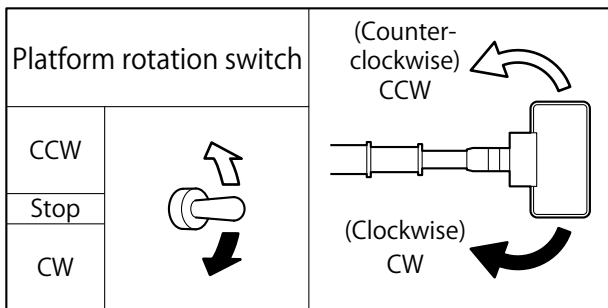 Platform rotation switch
CCW
Stop
CW
(Counter-
clockwise)
CCW
(Clockwise)
CW